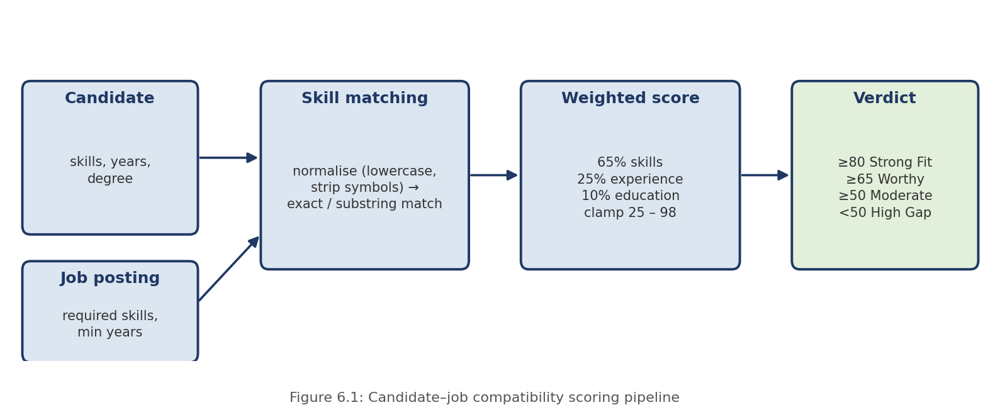 Candidate
skills, years,
degree
Job posting
required skills,
min years
Skill matching
normalise (lowercase,
strip symbols) →
exact / substring match
Weighted score
65% skills
25% experience
10% education
clamp 25 – 98
Verdict
≥80 Strong Fit
≥65 Worthy
≥50 Moderate
<50 High Gap
Figure 6.1: Candidate–job compatibility scoring pipeline